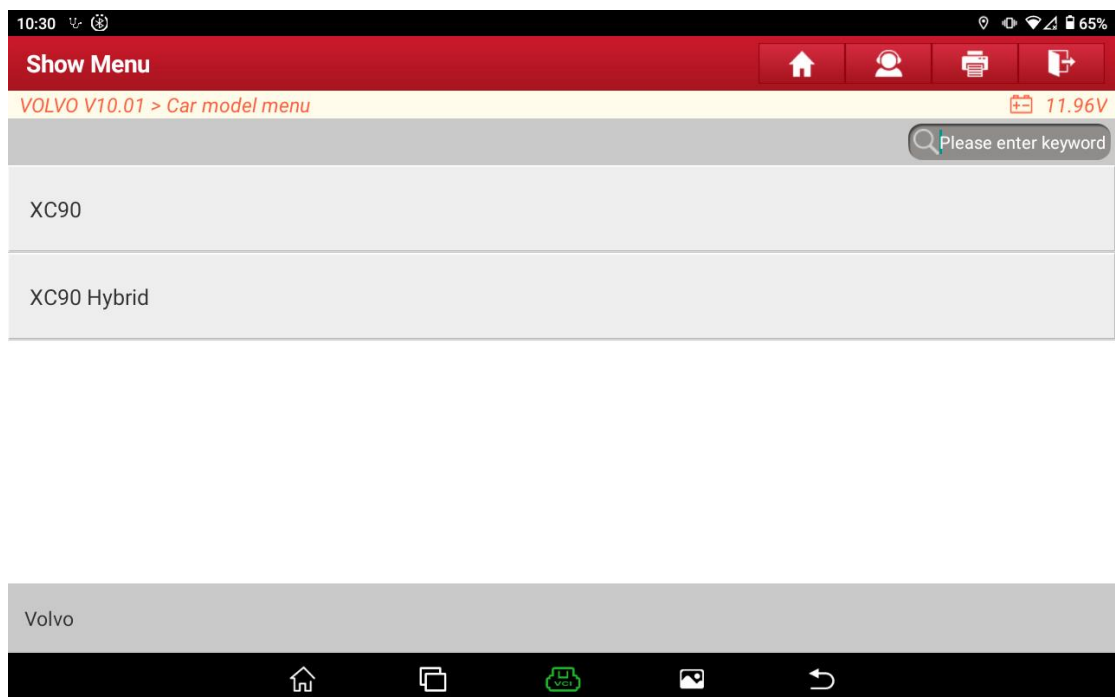 10:30 65%
Show Menu
VOLVO V10.01 > Car model menu 11.96V
Please enter keyword
XC90
XC90 Hybrid
Volvo
VCI